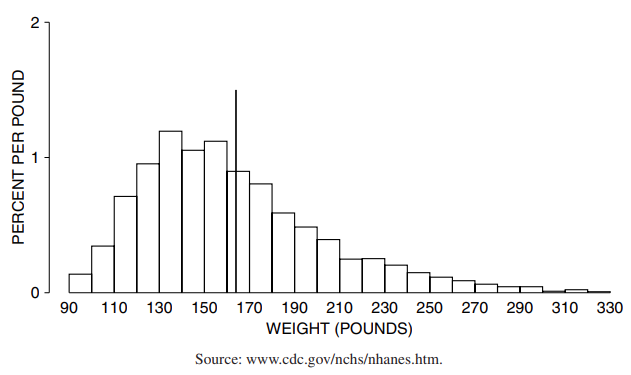 2
1
0
PERCENT PER POUND
90 110 130 150 170 190 210 230 250 270 290 310 330
WEIGHT (POUNDS)
Source: www.cdc.gov/nchs/nhanes.htm.